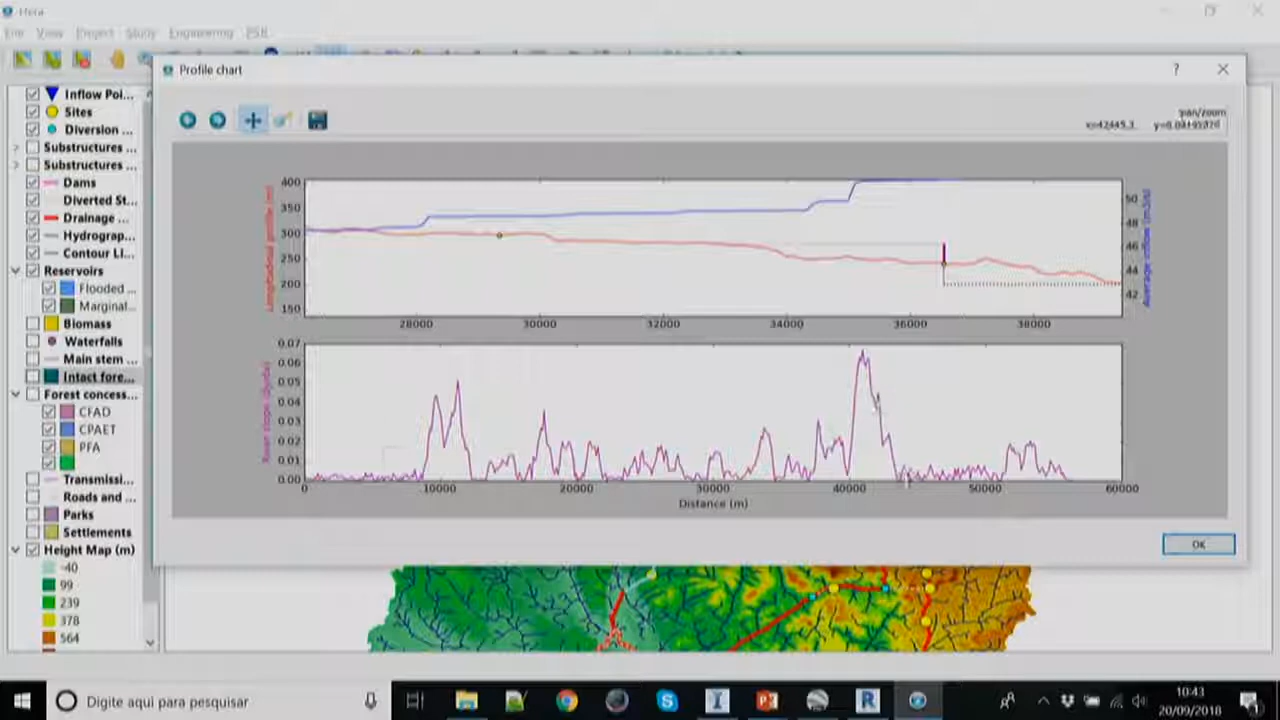 Hera
File View Project Study Engineering
Profile chart
? ×
pan/zoom
Inflow Poi...
Sites
Diversion ...
Substructures ...
Substructures ...
Dams
Diverted St...
Drainage ...
Hydrograp...
Contour Li...
Reservoirs
Flooded ...
Marginal...
Biomass
Waterfalls
Main stem ...
Intact fore...
Forest concess...
CFAD
CPAET
PFA
Transmissi...
Roads and ...
Parks
Settlements
Height Map (m)
-40
99
239
378
564
Longitudinal profile (m)
400
350
300
250
200
150
28000 30000 32000 34000 36000 38000
50
48
46
44
42
Average inflow (m3/s)
0.07
0.06
0.05
0.04
0.03
0.02
0.01
0.00
0 10000 20000 30000 40000 50000 60000
Distance (m)
OK
Digite aqui para pesquisar
10:43
20/09/2018